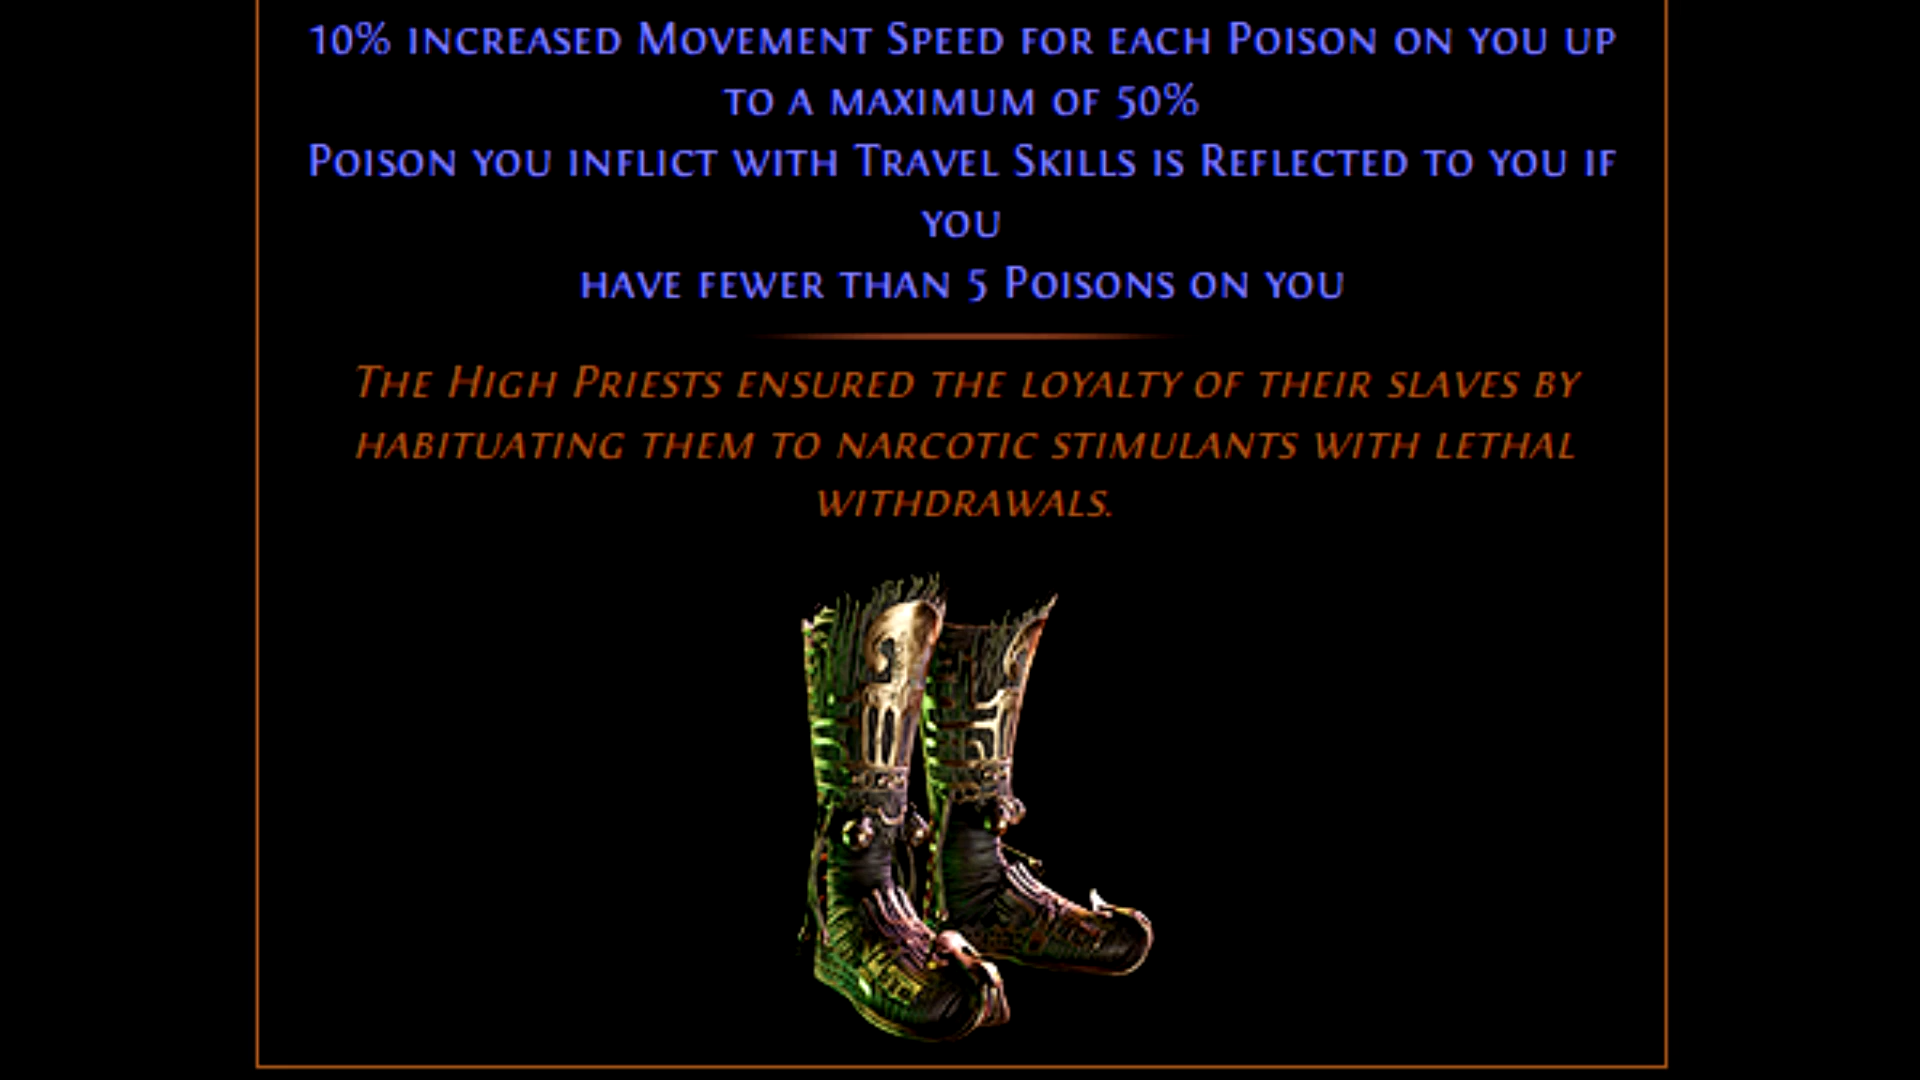 10% increased Movement Speed for each Poison on you up
to a maximum of 50%
Poison you inflict with Travel Skills is Reflected to you if
you
have fewer than 5 Poisons on you
The High Priests ensured the loyalty of their slaves by
habituating them to narcotic stimulants with lethal
withdrawals.